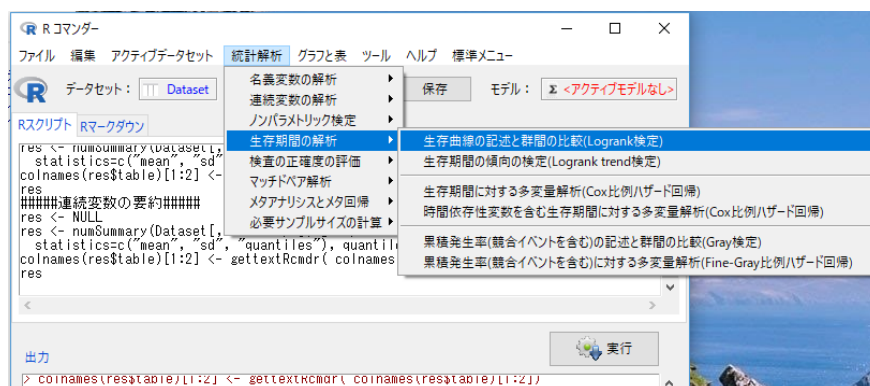 R コマンダー
ファイル 編集 アクティブデータセット 統計解析 グラフと表 ツール ヘルプ 標準メニュー
データセット: Dataset 保存 モデル: Σ <アクティブモデルなし>
Rスクリプト Rマークダウン
名義変数の解析
連続変数の解析
ノンパラメトリック検定
生存期間の解析
検査の正確度の評価
マッチドペア解析
メタアナリシスとメタ回帰
必要サンプルサイズの計算
生存曲線の記述と群間の比較(Logrank検定)
生存期間の傾向の検定(Logrank trend検定)
生存期間に対する多変量解析(Cox比例ハザード回帰)
時間依存性変数を含む生存期間に対する多変量解析(Cox比例ハザード回帰)
累積発生率(競合イベントを含む)の記述と群間の比較(Gray検定)
累積発生率(競合イベントを含む)に対する多変量解析(Fine-Gray比例ハザード回帰)
res <- numSummary(Dataset[,
statistics=c("mean", "sd"
colnames(res$table)[1:2] <-
res
#####連続変数の要約#####
res <- NULL
res <- numSummary(Dataset[,
statistics=c("mean", "sd", "quantiles"), quantile
colnames(res$table)[1:2] <- gettextRcmdr( colnames
res
実行
出力
> colnames(res$table)[1:2] <- gettextRcmdr( colnames(res$table)[1:2])